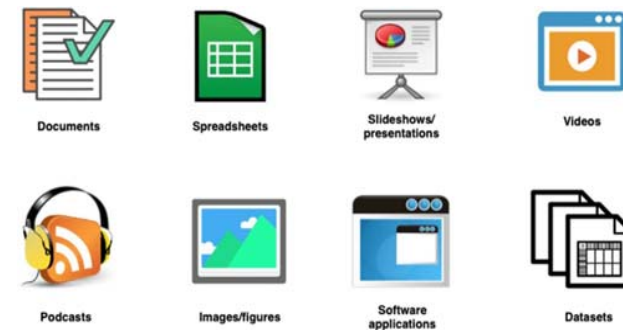 Documents
Spreadsheets
Slideshows/
presentations
Videos
Podcasts
Images/figures
Software
applications
Datasets